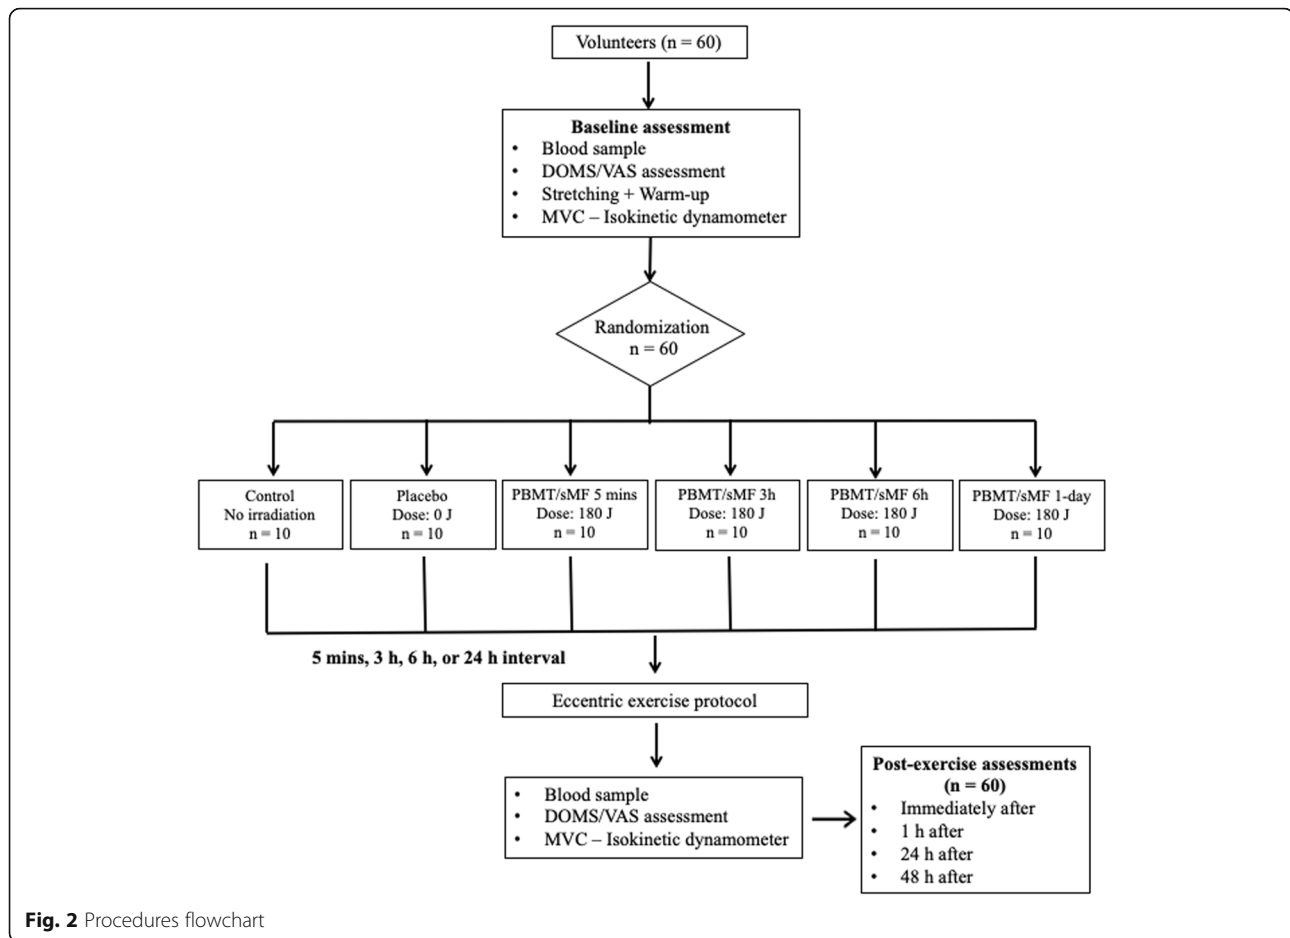 Volunteers (n = 60)
Baseline assessment
• Blood sample
• DOMS/VAS assessment
• Stretching + Warm-up
• MVC – Isokinetic dynamometer
Randomization
n = 60
Control
No irradiation
n = 10
Placebo
Dose: 0 J
n = 10
PBMT/sMF 5 mins
Dose: 180 J
n = 10
PBMT/sMF 3h
Dose: 180 J
n = 10
PBMT/sMF 6h
Dose: 180 J
n = 10
PBMT/sMF 1-day
Dose: 180 J
n = 10
5 mins, 3 h, 6 h, or 24 h interval
Eccentric exercise protocol
• Blood sample
• DOMS/VAS assessment
• MVC – Isokinetic dynamometer
Post-exercise assessments
(n = 60)
• Immediately after
• 1 h after
• 24 h after
• 48 h after
Fig. 2 Procedures flowchart